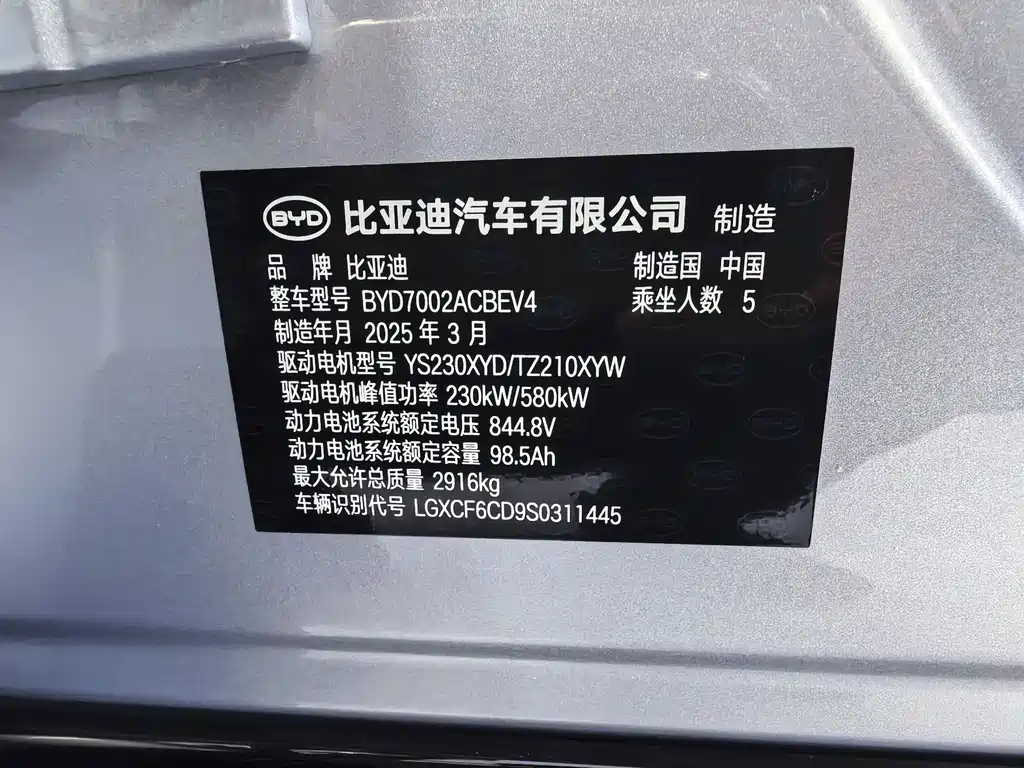 BYD 比亚迪汽车有限公司 制造
品 牌 比亚迪 制造国 中国
整车型号 BYD7002ACBEV4 乘坐人数 5
制造年月 2025 年 3 月
驱动电机型号 YS230XYD/TZ210XYW
驱动电机峰值功率 230kW/580kW
动力电池系统额定电压 844.8V
动力电池系统额定容量 98.5Ah
最大允许总质量 2916kg
车辆识别代号 LGXCF6CD9S0311445